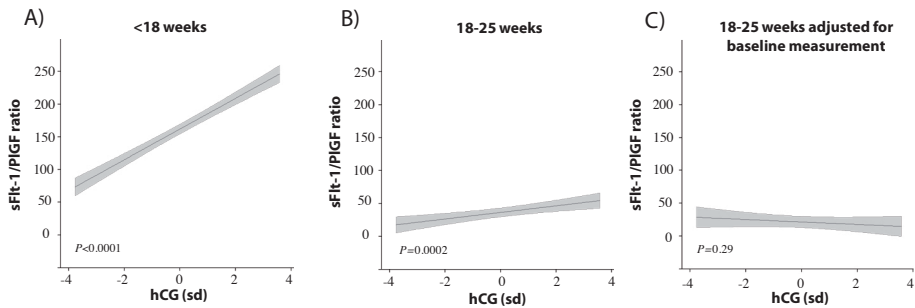 A)
<18 weeks
sFlt-1/PlGF ratio
250
200
150
100
50
0
P<0.0001
-4
-2
0
2
4
hCG (sd)
B)
18-25 weeks
sFlt-1/PlGF ratio
250
200
150
100
50
0
P=0.0002
-4
-2
0
2
4
hCG (sd)
C)
18-25 weeks adjusted for
baseline measurement
sFlt-1/PlGF ratio
250
200
150
100
50
0
P=0.29
-4
-2
0
2
4
hCG (sd)